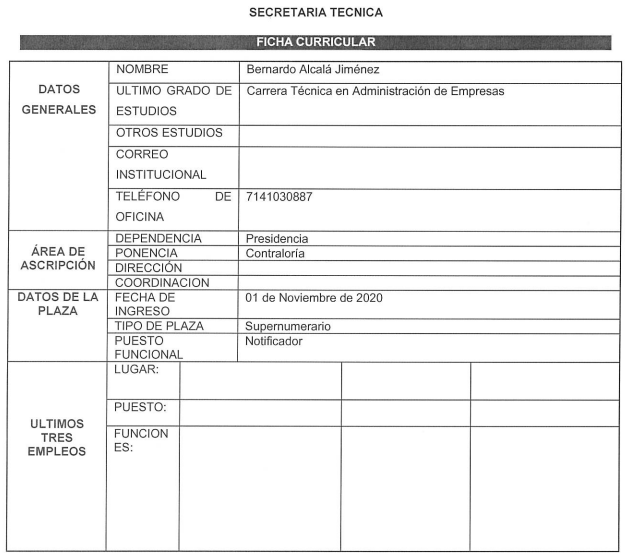 SECRETARIA TECNICA
FICHA CURRICULAR
DATOS
GENERALES
NOMBRE
Bernardo Alcalá Jiménez
ULTIMO GRADO DE
ESTUDIOS
Carrera Técnica en Administración de Empresas
OTROS ESTUDIOS
CORREO
INSTITUCIONAL
TELÉFONO DE
OFICINA
7141030887
ÁREA DE
ASCRIPCIÓN
DEPENDENCIA
Presidencia
PONENCIA
Contraloría
DIRECCIÓN
COORDINACION
DATOS DE LA
PLAZA
FECHA DE
INGRESO
01 de Noviembre de 2020
TIPO DE PLAZA
Supernumerario
PUESTO
FUNCIONAL
Notificador
ULTIMOS
TRES
EMPLEOS
LUGAR:
PUESTO:
FUNCION
ES: